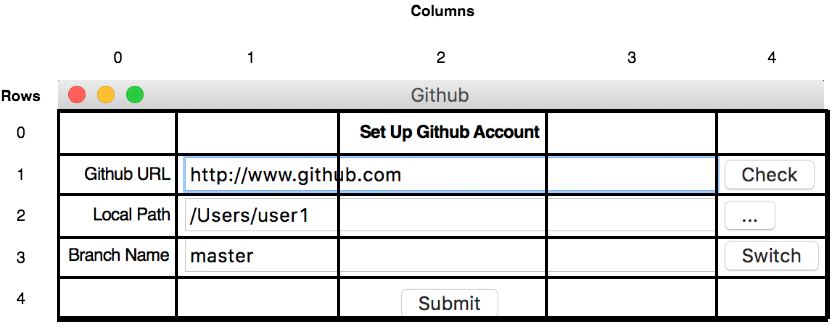 Columns
0 1 2 3 4
Rows
Github
0 Set Up Github Account
1 Github URL http://www.github.com Check
2 Local Path /Users/user1 ...
3 Branch Name master Switch
4 Submit